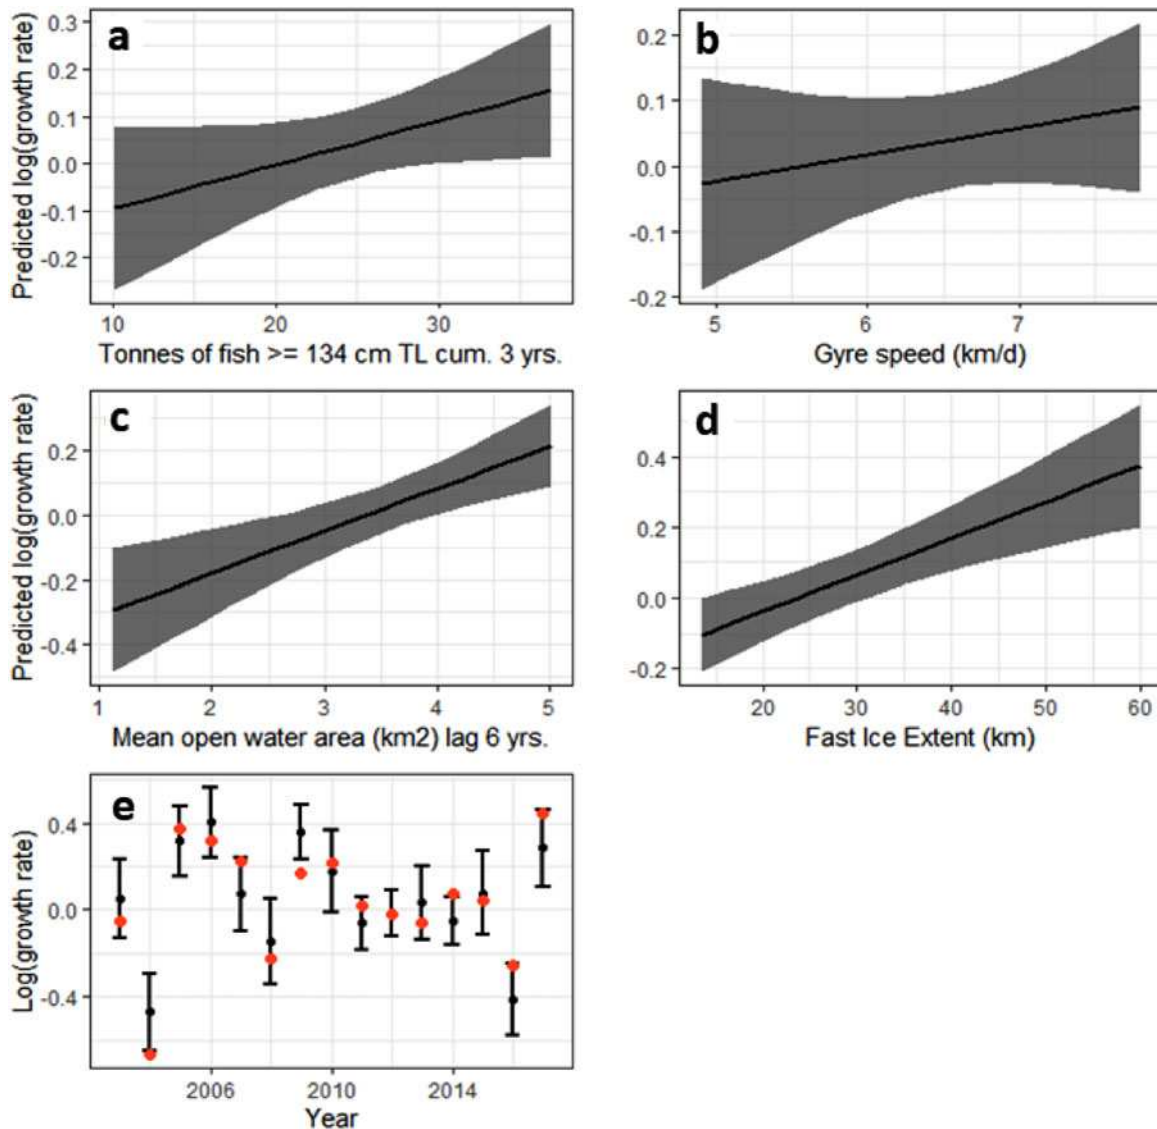 a
Predicted log(growth rate)
0.3
0.2
0.1
0.0
-0.1
-0.2
10 20 30
Tonnes of fish >= 134 cm TL cum. 3 yrs.
b
0.2
0.1
0.0
-0.1
-0.2
5 6 7
Gyre speed (km/d)
c
Predicted log(growth rate)
0.2
0.0
-0.2
-0.4
1 2 3 4 5
Mean open water area (km2) lag 6 yrs.
d
0.4
0.2
0.0
-0.2
20 30 40 50 60
Fast Ice Extent (km)
e
Log(growth rate)
0.4
0.0
-0.4
2006 2010 2014
Year